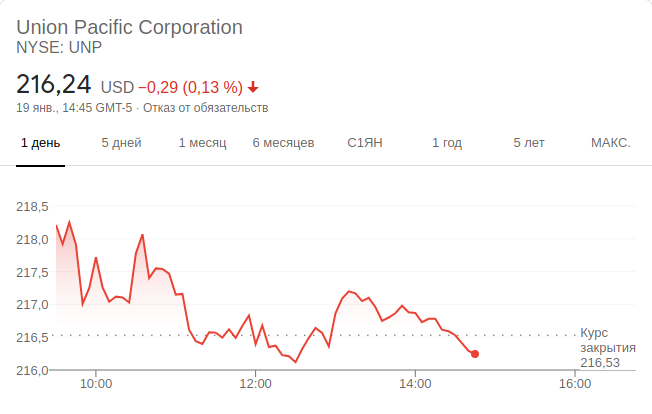 Union Pacific Corporation
NYSE: UNP
216,24 USD −0,29 (0,13 %)
19 янв., 14:45 GMT-5 · Отказ от обязательств
1 день 5 дней 1 месяц 6 месяцев С1ЯН 1 год 5 лет МАКС.
218,5
218,0
217,5
217,0
216,5
216,0
Курс
закрытия
216,53
10:00 12:00 14:00 16:00